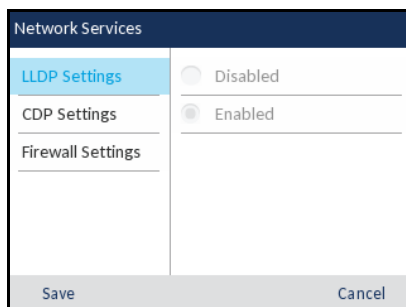 Network Services
LLDP Settings
Disabled
CDP Settings
Enabled
Firewall Settings
Save
Cancel